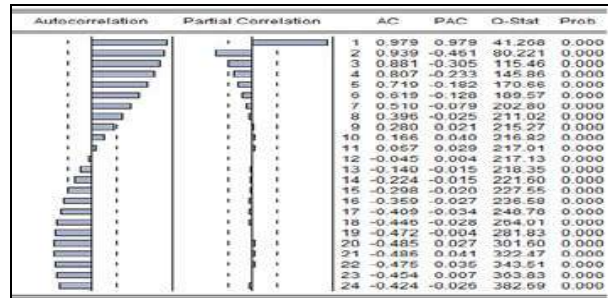 Autocorrelation Partial Correlation AC PAC Q-Stat Prob
1 0.979 0.979 41.268 0.000
2 0.939 -0.461 80.221 0.000
3 0.881 -0.305 115.46 0.000
4 0.807 -0.233 145.86 0.000
5 0.719 -0.182 170.66 0.000
6 0.619 -0.128 189.57 0.000
7 0.510 -0.079 202.80 0.000
8 0.396 -0.025 211.02 0.000
9 0.280 0.021 215.27 0.000
10 0.166 0.040 216.82 0.000
11 0.057 0.029 217.01 0.000
12 -0.045 0.004 217.13 0.000
13 -0.140 -0.015 218.35 0.000
14 -0.224 -0.015 221.60 0.000
15 -0.298 -0.020 227.55 0.000
16 -0.359 -0.027 236.58 0.000
17 -0.409 -0.034 248.78 0.000
18 -0.446 -0.028 264.01 0.000
19 -0.472 -0.004 281.83 0.000
20 -0.485 0.027 301.60 0.000
21 -0.486 0.041 322.47 0.000
22 -0.475 0.035 343.51 0.000
23 -0.454 0.007 363.83 0.000
24 -0.424 -0.026 382.69 0.000